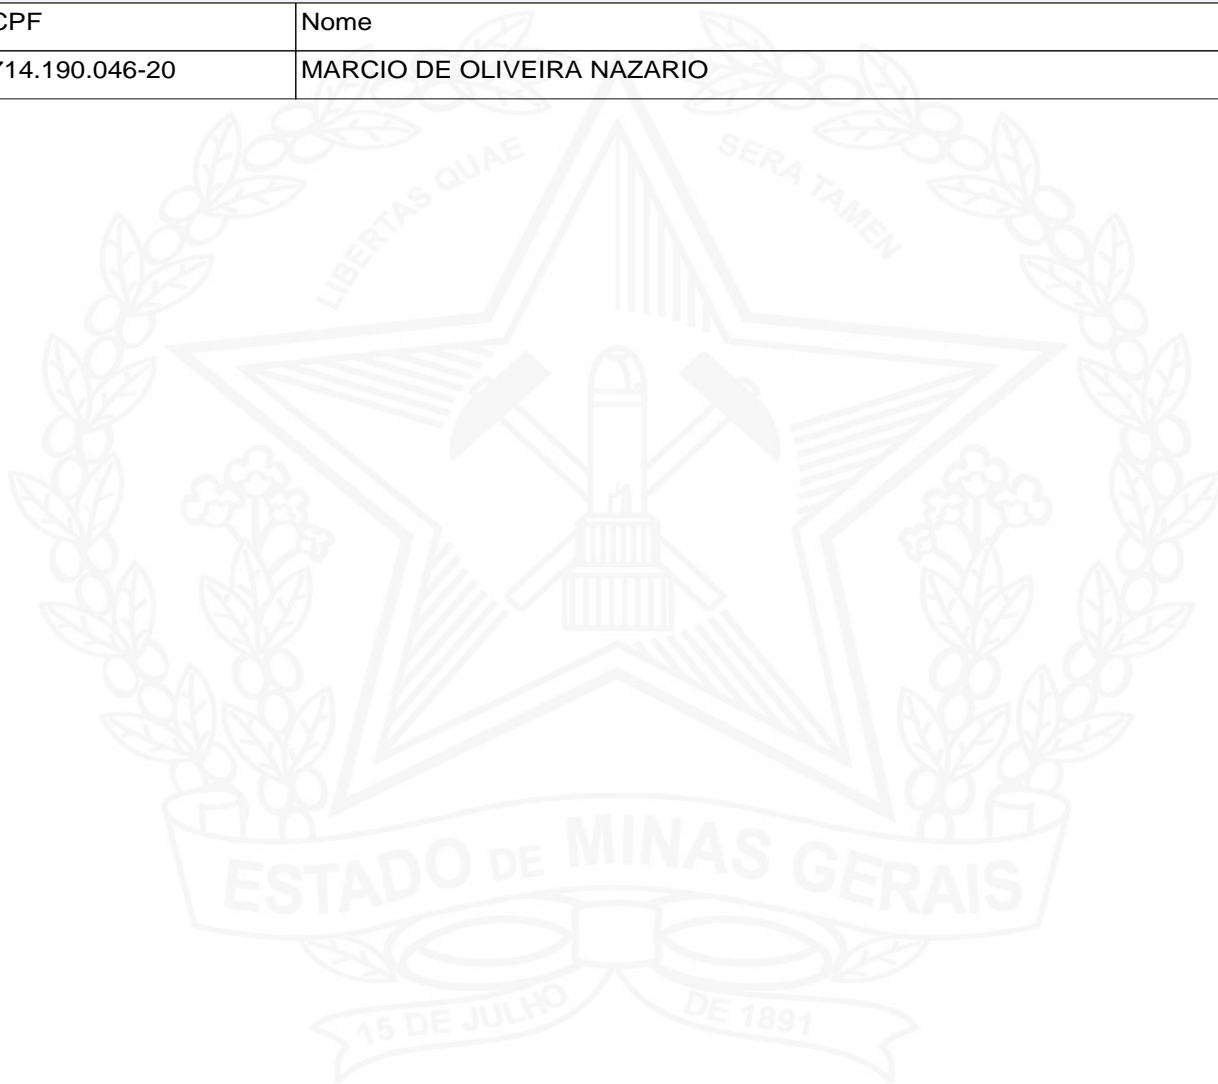 CPF Nome
714.190.046-20 MARCIO DE OLIVEIRA NAZARIO
LIBERTAS QUAE SERA TAMEN
ESTADO DE MINAS GERAIS
15 DE JULHO DE 1891